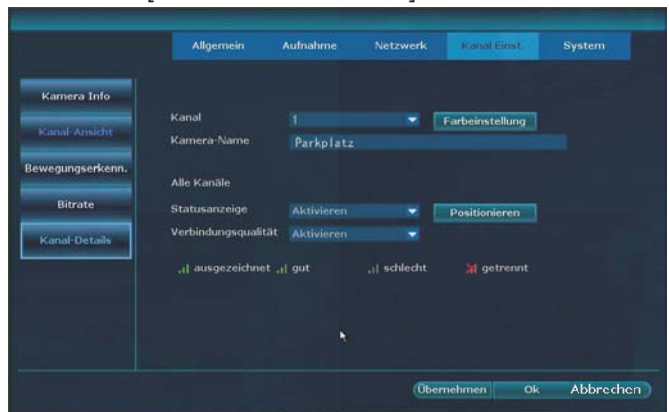 Allgemein Aufnahme Netzwerk Kanal Einst. System
Kamera Info
Kanal-Ansicht
Bewegungserkenn.
Bitrate
Kanal-Details
Kanal 1 Farbeinstellung
Kamera-Name Parkplatz
Alle Kanäle
Statusanzeige Aktivieren Positionieren
Verbindungsqualität Aktivieren
ausgezeichnet gut schlecht getrennt
Übernehmen Ok Abbrechen